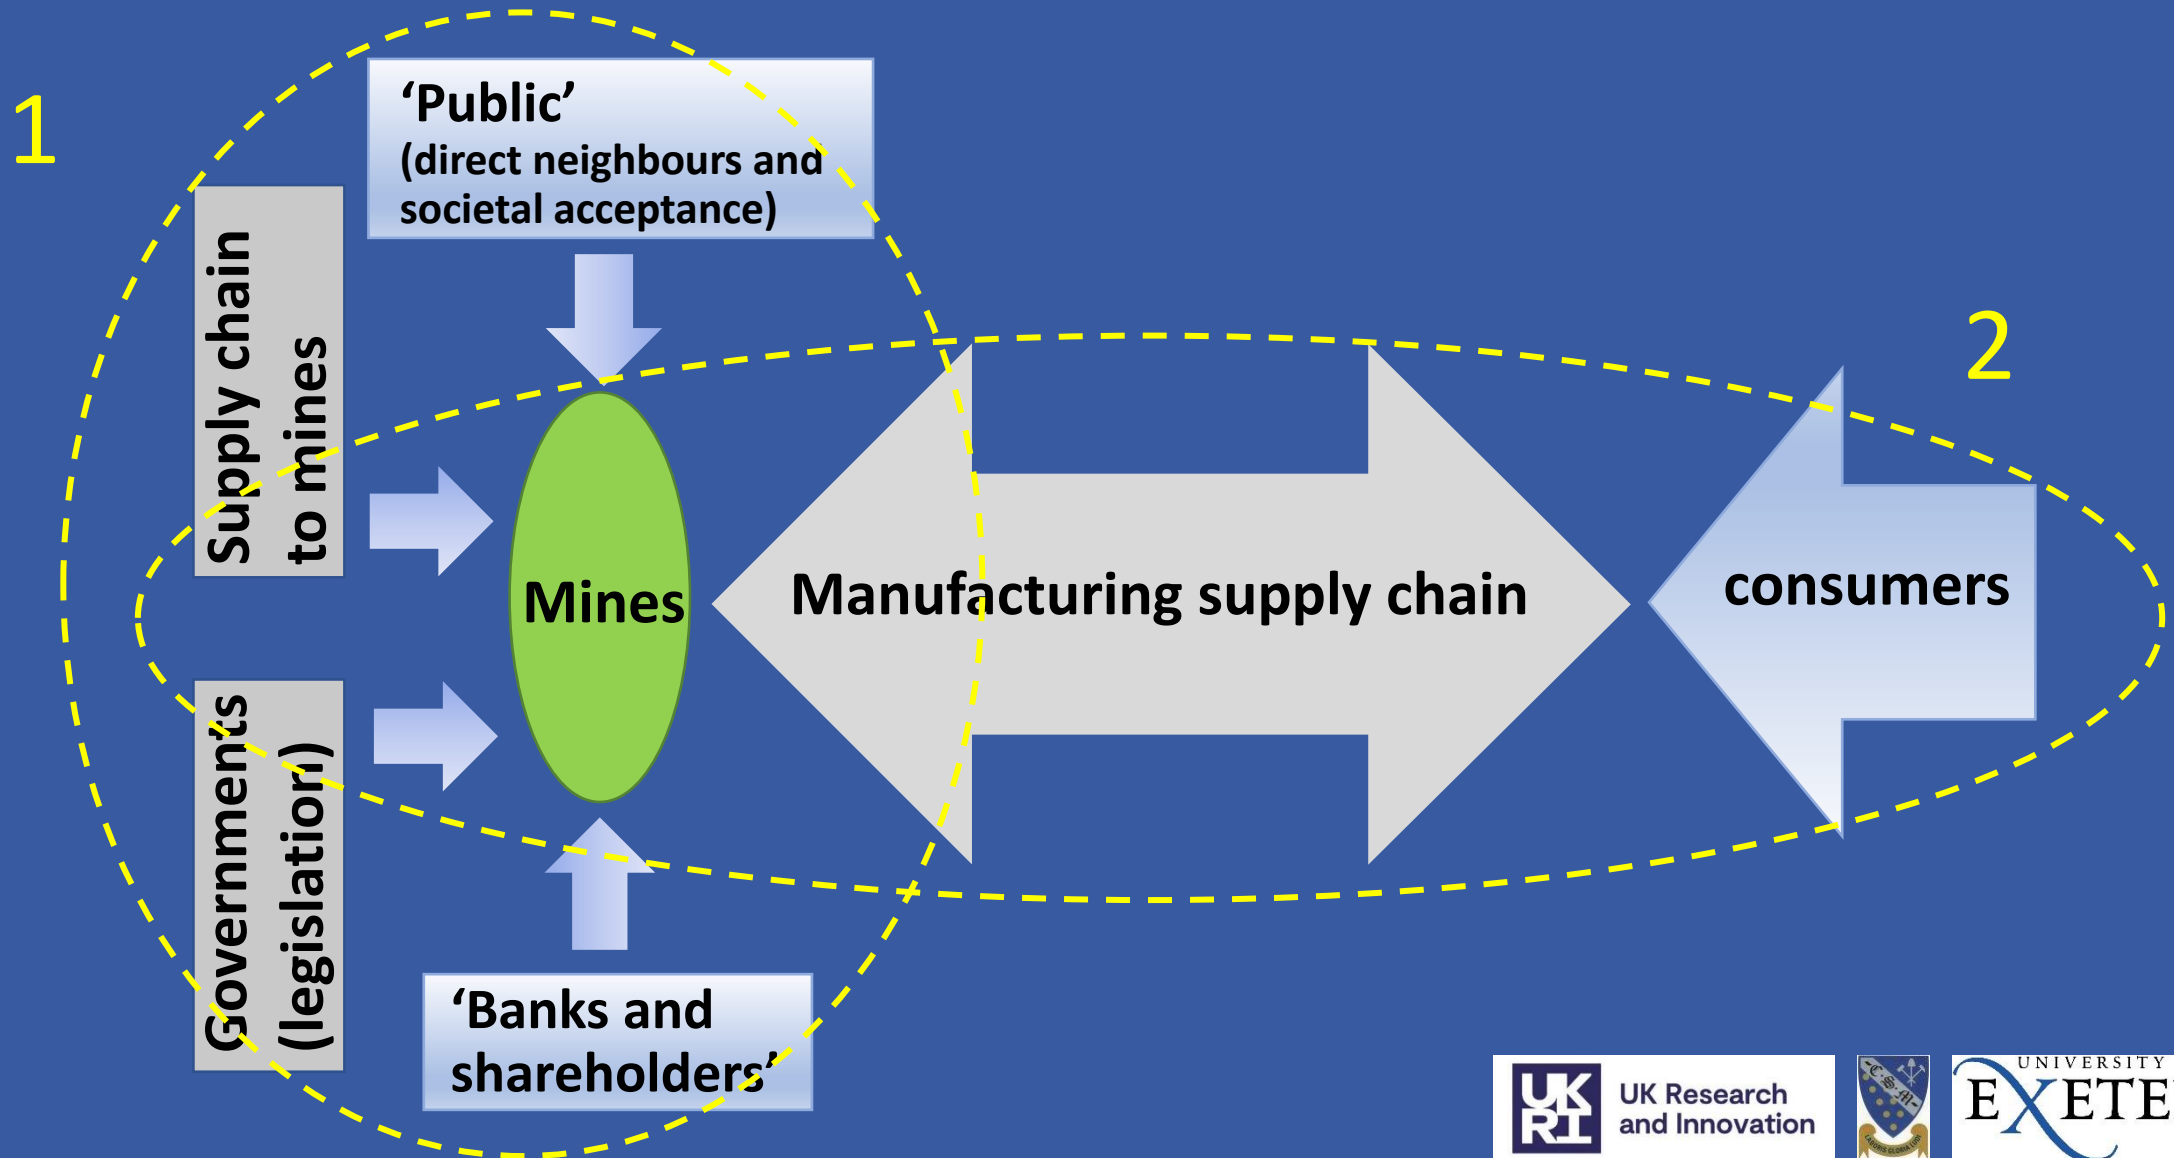 1
‘Public’
(direct neighbours and
societal acceptance)
Supply chain
to mines
2
Mines
Manufacturing supply chain
consumers
Governments
(legislation)
‘Banks and
shareholders’
UK
RI
UK Research
and Innovation
UNIVERSITY
EXETE